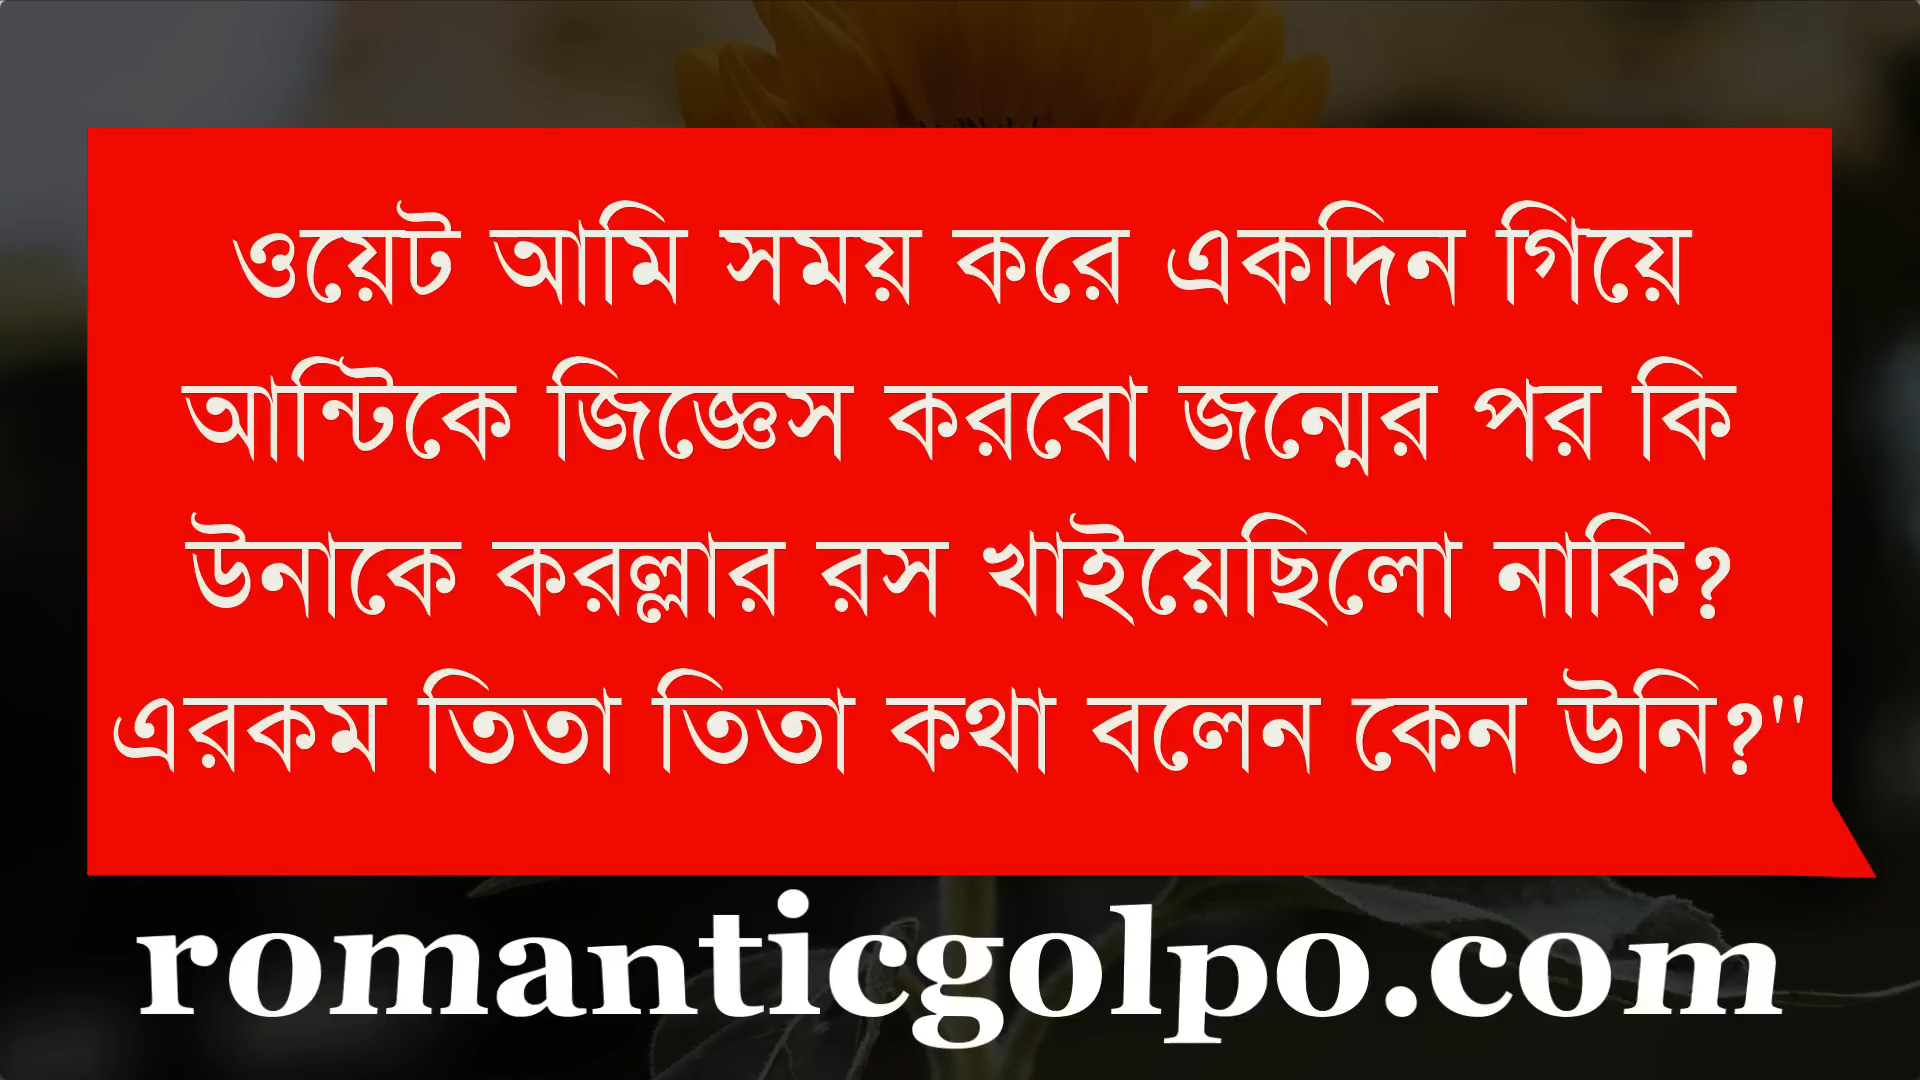 ওয়েট আমি সময় করে একদিন গিয়ে
আন্টিকে জিজ্ঞেস করবো জন্মের পর কি
উনাকে করল্লার রস খাইয়েছিলো নাকি?
এরকম তিতা তিতা কথা বলেন কেন উনি?"
romanticgolpo.com